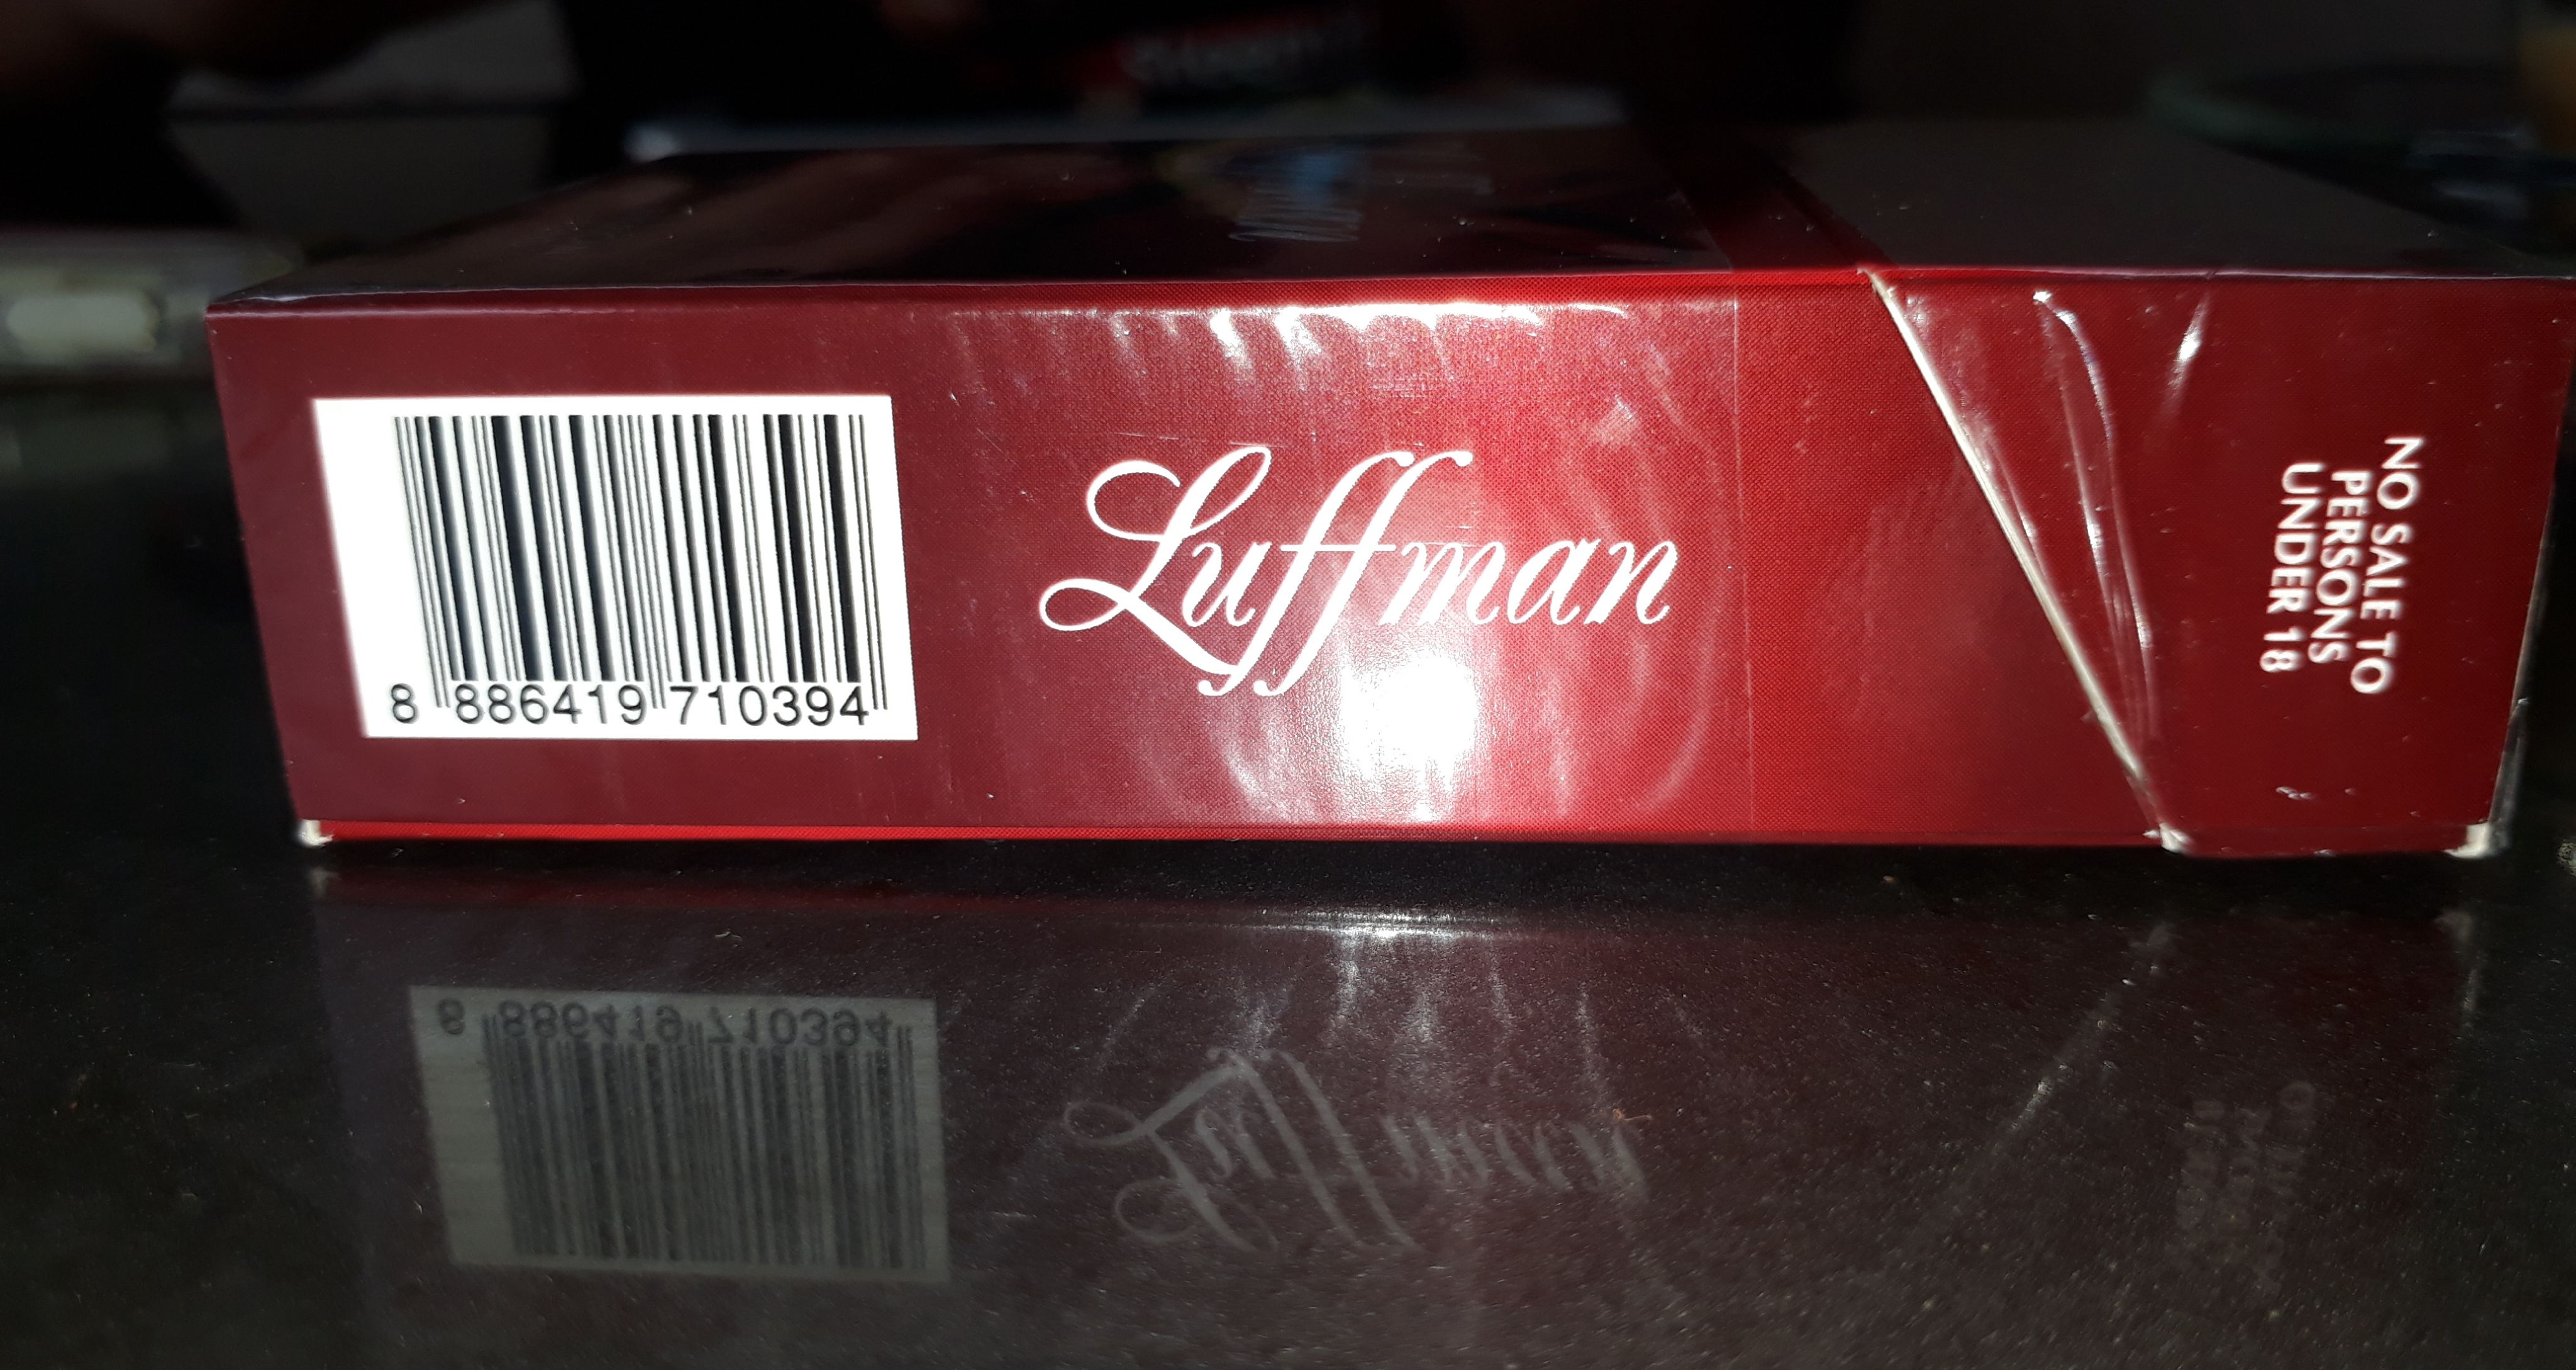 8 886419 710394
Luffman
NO SALE TO
PERSONS
UNDER 18